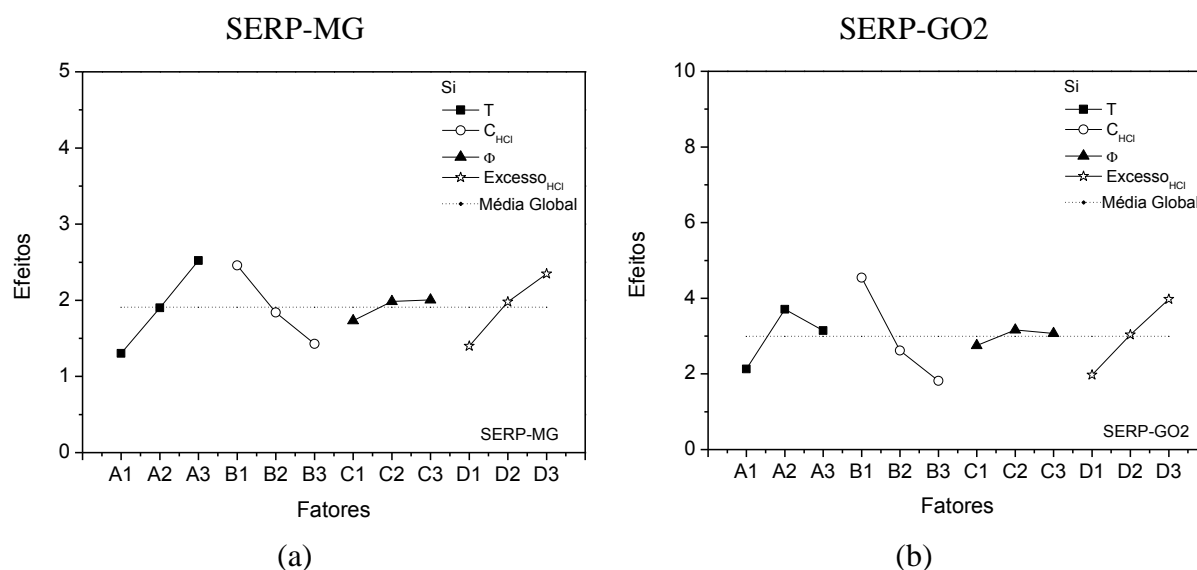 SERP-MG
5
4
3
2
1
0
Efeitos
Si
T
C_HCl
Φ
Excesso_HCl
Média Global
SERP-MG
A1 A2 A3 B1 B2 B3 C1 C2 C3 D1 D2 D3
Fatores
(a)
SERP-GO2
10
8
6
4
2
0
Efeitos
Si
T
C_HCl
Φ
Excesso_HCl
Média Global
SERP-GO2
A1 A2 A3 B1 B2 B3 C1 C2 C3 D1 D2 D3
Fatores
(b)